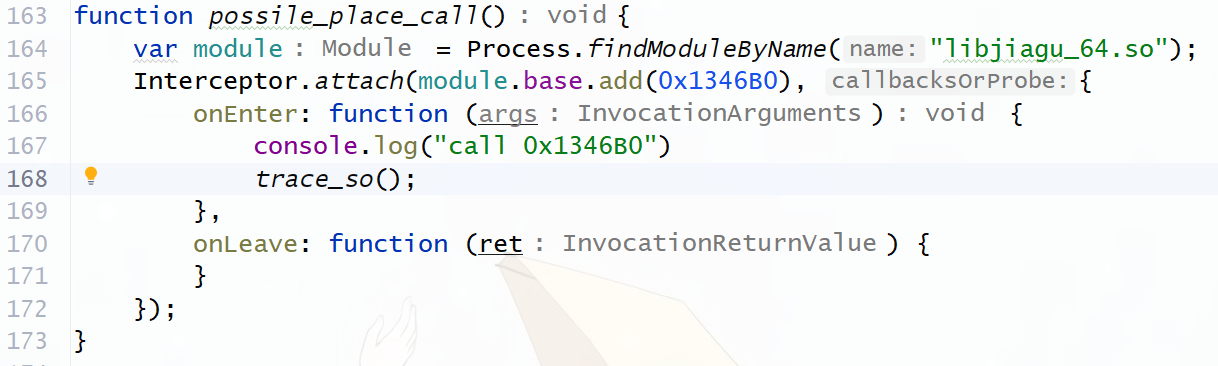 163 function possile_place_call() : void {
164 var module : Module = Process.findModuleByName( name: "libjiagu_64.so");
165 Interceptor.attach(module.base.add(0x1346B0), callbacksOrProbe: {
166 onEnter: function (args : InvocationArguments ) : void {
167 console.log("call 0x1346B0")
168 trace_so();
169 },
170 onLeave: function (ret : InvocationReturnValue ) {
171 }
172 });
173 }